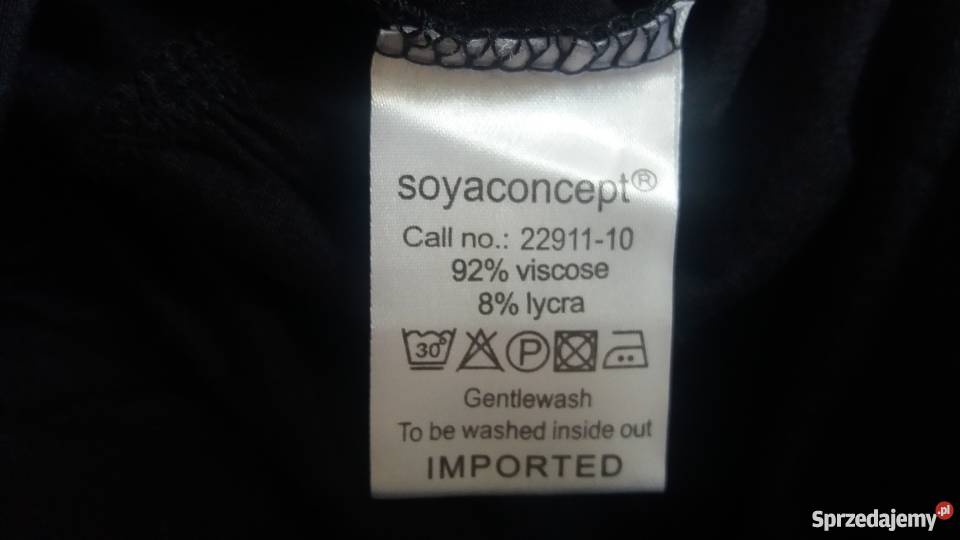 soyaconcept®
Call no.: 22911-10
92% viscose
8% lycra
30° P
Gentlewash
To be washed inside out
IMPORTED
Sprzedajemy.pl